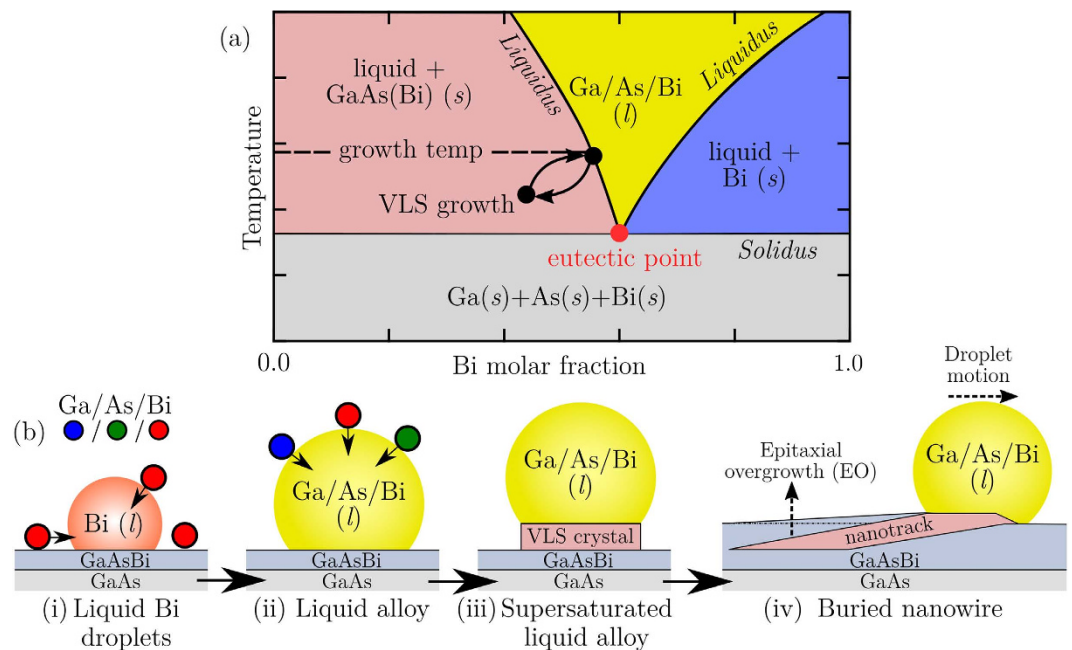 (a)
Temperature
liquid +
GaAs(Bi) (s)
Liquidus
Ga/As/Bi
(l)
Liquidus
growth temp
VLS growth
liquid +
Bi (s)
eutectic point
Solidus
Ga(s)+As(s)+Bi(s)
0.0
Bi molar fraction
1.0
(b)
Ga/As/Bi
/ /
Bi (l)
GaAsBi
GaAs
(i) Liquid Bi
droplets
Ga/As/Bi
(l)
GaAsBi
GaAs
(ii) Liquid alloy
Ga/As/Bi
(l)
VLS crystal
GaAsBi
GaAs
(iii) Supersaturated
liquid alloy
Droplet
motion
Epitaxial
overgrowth (EO)
Ga/As/Bi
(l)
nanotrack
GaAsBi
GaAs
(iv) Buried nanowire